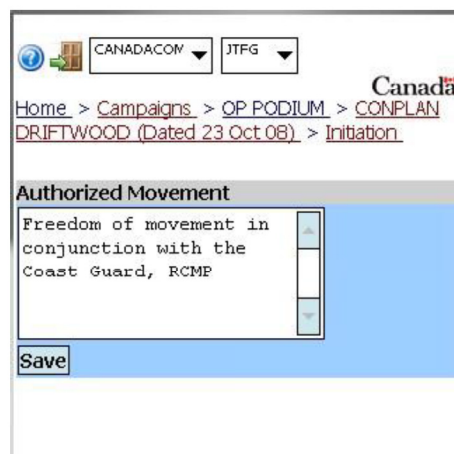 CANADACOM JTFG
Canada
Home > Campaigns > OP PODIUM > CONPLAN
DRIFTWOOD (Dated 23 Oct 08) > Initiation
Authorized Movement
Freedom of movement in
conjunction with the
Coast Guard, RCMP
Save